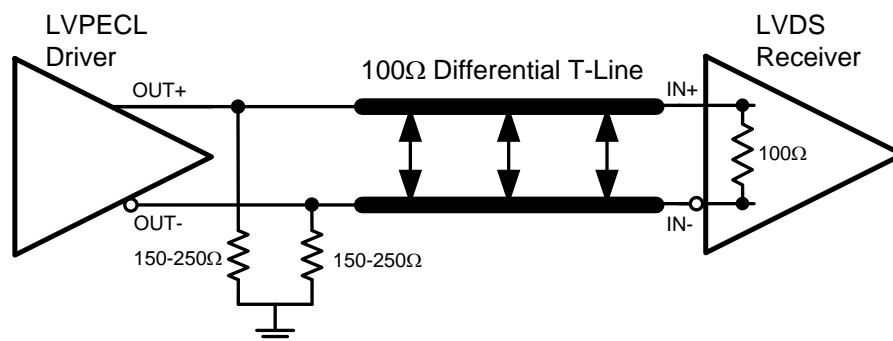 LVPECL
Driver
LVDS
Receiver
100Ω Differential T-Line
OUT+
IN+
100Ω
OUT-
IN-
150-250Ω
150-250Ω